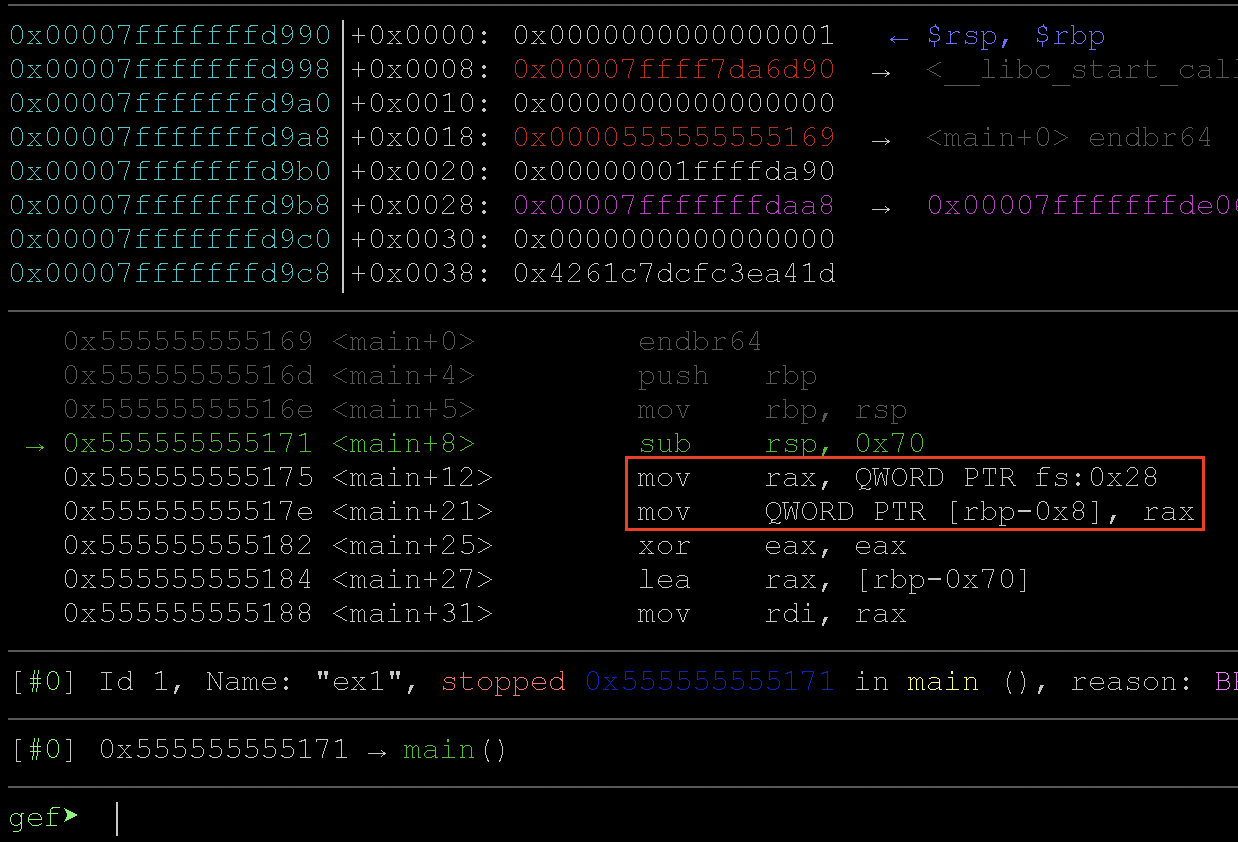 0x00007fffffffd990│+0x0000: 0x0000000000000001   ← $rsp, $rbp
0x00007fffffffd998│+0x0008: 0x00007ffff7da6d90  →  <__libc_start_call
0x00007fffffffd9a0│+0x0010: 0x0000000000000000
0x00007fffffffd9a8│+0x0018: 0x0000555555555169  →  <main+0> endbr64
0x00007fffffffd9b0│+0x0020: 0x00000001ffffda90
0x00007fffffffd9b8│+0x0028: 0x00007fffffffdaa8  →  0x00007fffffffde0
0x00007fffffffd9c0│+0x0030: 0x0000000000000000
0x00007fffffffd9c8│+0x0038: 0x4261c7dcfc3ea41d
0x555555555169 <main+0>         endbr64
0x55555555516d <main+4>         push   rbp
0x55555555516e <main+5>         mov    rbp, rsp
→ 0x555555555171 <main+8>         sub    rsp, 0x70
0x555555555175 <main+12>        mov    rax, QWORD PTR fs:0x28
0x55555555517e <main+21>        mov    QWORD PTR [rbp-0x8], rax
0x555555555182 <main+25>        xor    eax, eax
0x555555555184 <main+27>        lea    rax, [rbp-0x70]
0x555555555188 <main+31>        mov    rdi, rax
[#0] Id 1, Name: "ex1", stopped 0x555555555171 in main (), reason:
[#0] 0x555555555171 → main()
gef➤